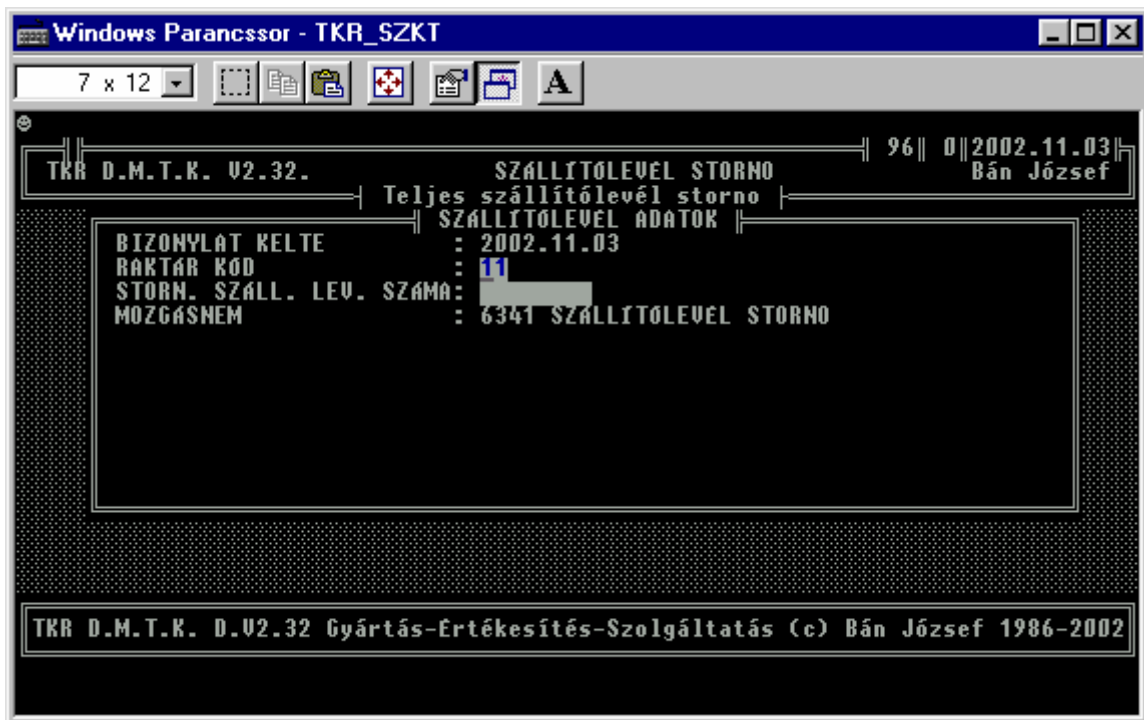 Windows Parancssor - TKR_SZKT
7 x 12
A
96 0 2002.11.03
TKR D.M.T.K. V2.32. SZÁLLÍTÓLEVÉL STORNO Bán József
Teljes szállítólevél storno
SZÁLLÍTÓLEVÉL ADATOK
BIZONYLAT KELTE : 2002.11.03
RAKTÁR KÓD : 11
STORN. SZÁLL. LEV. SZÁMA:
MOZGÁSNEM : 6341 SZÁLLÍTÓLEVÉL STORNO
TKR D.M.T.K. D.V2.32 Gyártás-Értékesítés-Szolgáltatás (c) Bán József 1986-2002